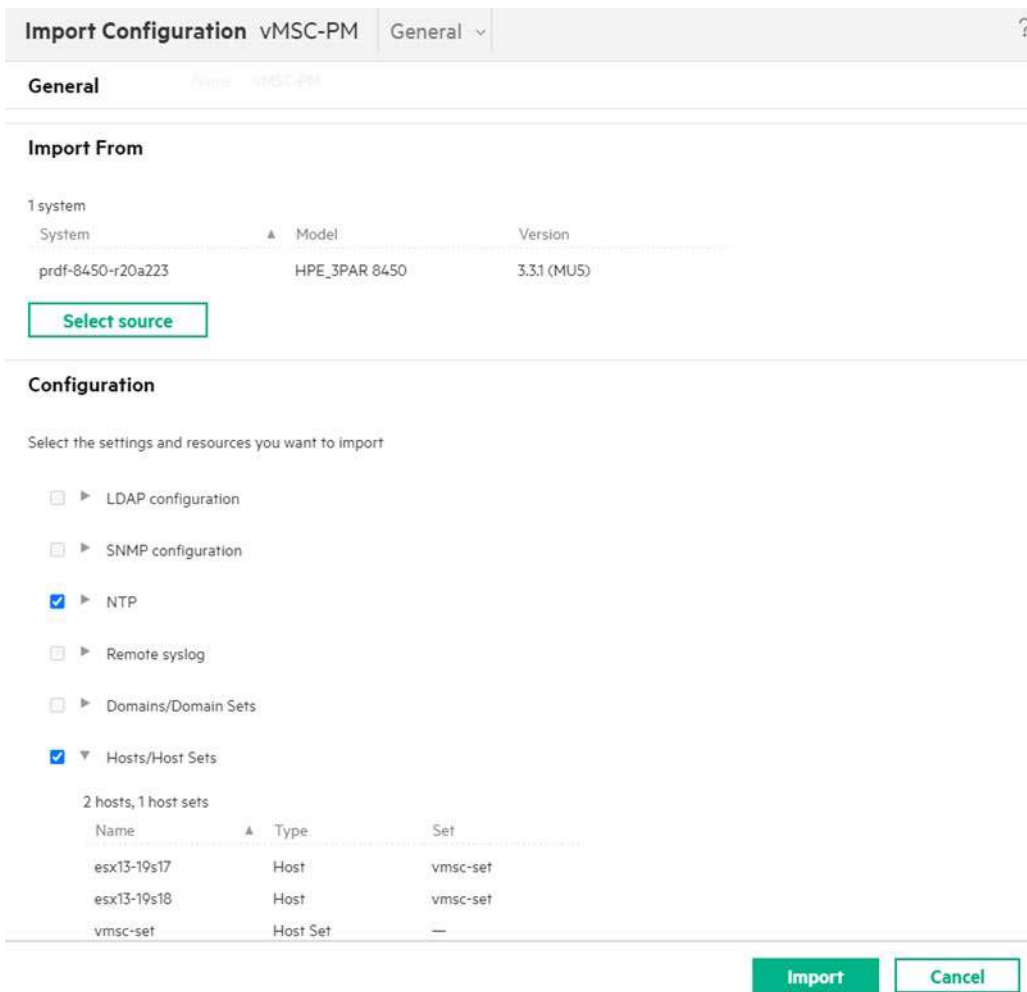 Import Configuration vMSC-PM General
?
General Name vMSC-PM
Import From
1 system
System Model Version
prdf-8450-r20a223 HPE_3PAR 8450 3.3.1 (MU5)
Select source
Configuration
Select the settings and resources you want to import
LDAP configuration
SNMP configuration
NTP
Remote syslog
Domains/Domain Sets
Hosts/Host Sets
2 hosts, 1 host sets
Name Type Set
esx13-19s17 Host vmsc-set
esx13-19s18 Host vmsc-set
vmsc-set Host Set —
Import Cancel